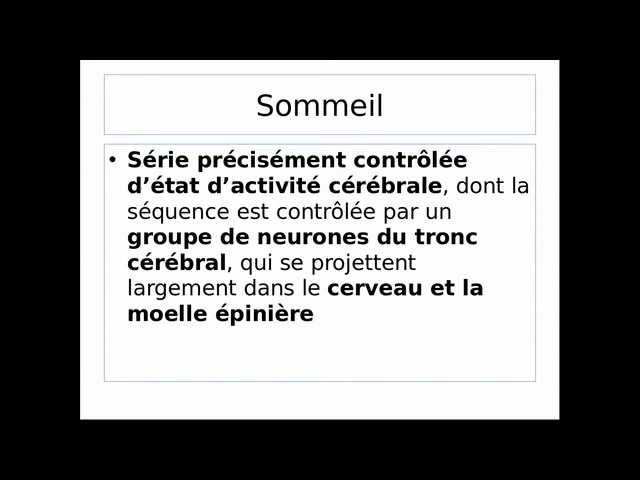 Sommeil
• Série précisément contrôlée
d’état d’activité cérébrale, dont la
séquence est contrôlée par un
groupe de neurones du tronc
cérébral, qui se projettent
largement dans le cerveau et la
moelle épinière